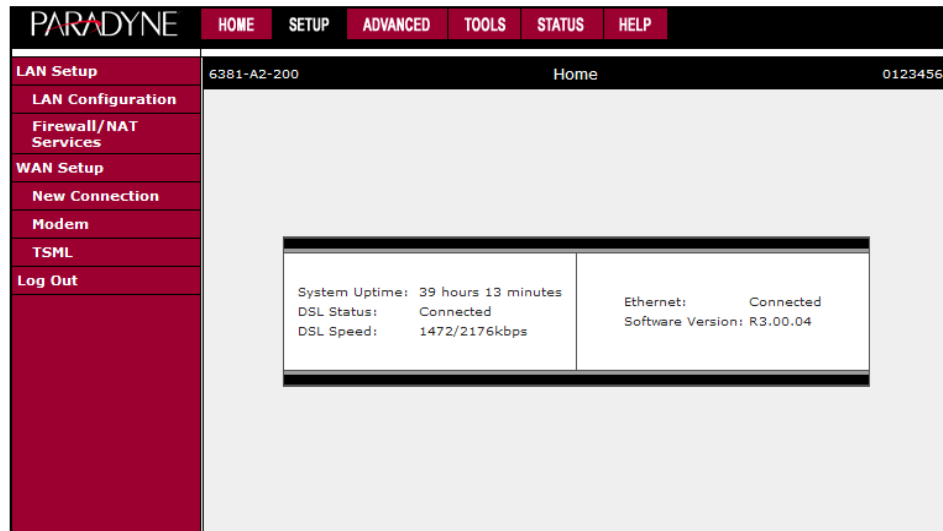 PARADYNE HOME SETUP ADVANCED TOOLS STATUS HELP
LAN Setup
LAN Configuration
Firewall/NAT
Services
WAN Setup
New Connection
Modem
TSML
Log Out
6381-A2-200 Home 0123456
System Uptime: 39 hours 13 minutes
DSL Status: Connected
DSL Speed: 1472/2176kbps
Ethernet: Connected
Software Version: R3.00.04